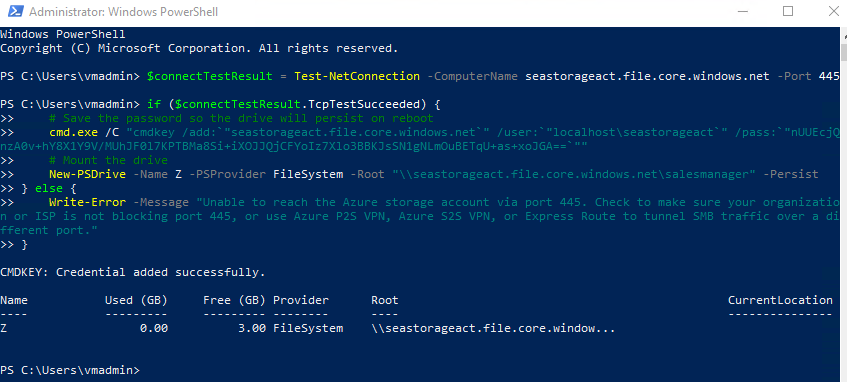 Administrator: Windows PowerShell
Windows PowerShell
Copyright (C) Microsoft Corporation. All rights reserved.
PS C:\Users\vmadmin> $connectTestResult = Test-NetConnection -ComputerName seastorageact.file.core.windows.net -Port 445
PS C:\Users\vmadmin> if ($connectTestResult.TcpTestSucceeded) {
>>     # Save the password so the drive will persist on reboot
>>     cmd.exe /C "cmdkey /add:`"seastorageact.file.core.windows.net`" /user:`"localhost\seastorageact`" /pass:`"nUUEcjQ
nzA0v+hY8X1Y9V/MUhJF0l7KPTBMa8Si+iXOJJQjCFYoIz7Xlo3BBKJsSN1gNLmOuBETqU+as+xoJGA==`""
>>     # Mount the drive
>>     New-PSDrive -Name Z -PSProvider FileSystem -Root "\\seastorageact.file.core.windows.net\salesmanager" -Persist
>> } else {
>>     Write-Error -Message "Unable to reach the Azure storage account via port 445. Check to make sure your organizatio
n or ISP is not blocking port 445, or use Azure P2S VPN, Azure S2S VPN, or Express Route to tunnel SMB traffic over a di
fferent port."
>> }
CMDKEY: Credential added successfully.
Name           Used (GB)     Free (GB) Provider      Root                                               CurrentLocation
----           ---------     --------- --------      ----                                               ---------------
Z                   0.00          3.00 FileSystem    \\seastorageact.file.core.window...
PS C:\Users\vmadmin>